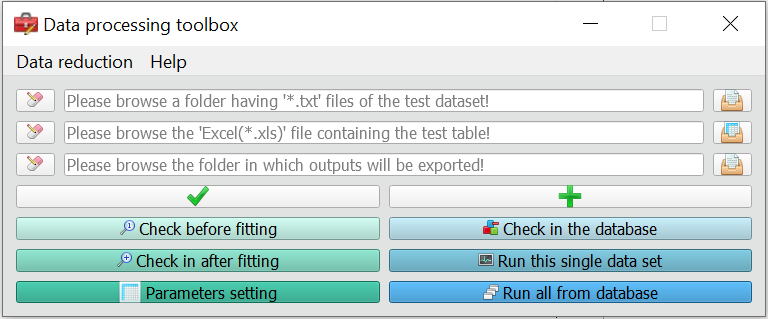 Data processing toolbox
Data reduction Help
Please browse a folder having '*.txt' files of the test dataset!
Please browse the 'Excel(*.xls)' file containing the test table!
Please browse the folder in which outputs will be exported!
Check before fitting
Check in the database
Check in after fitting
Run this single data set
Parameters setting
Run all from database